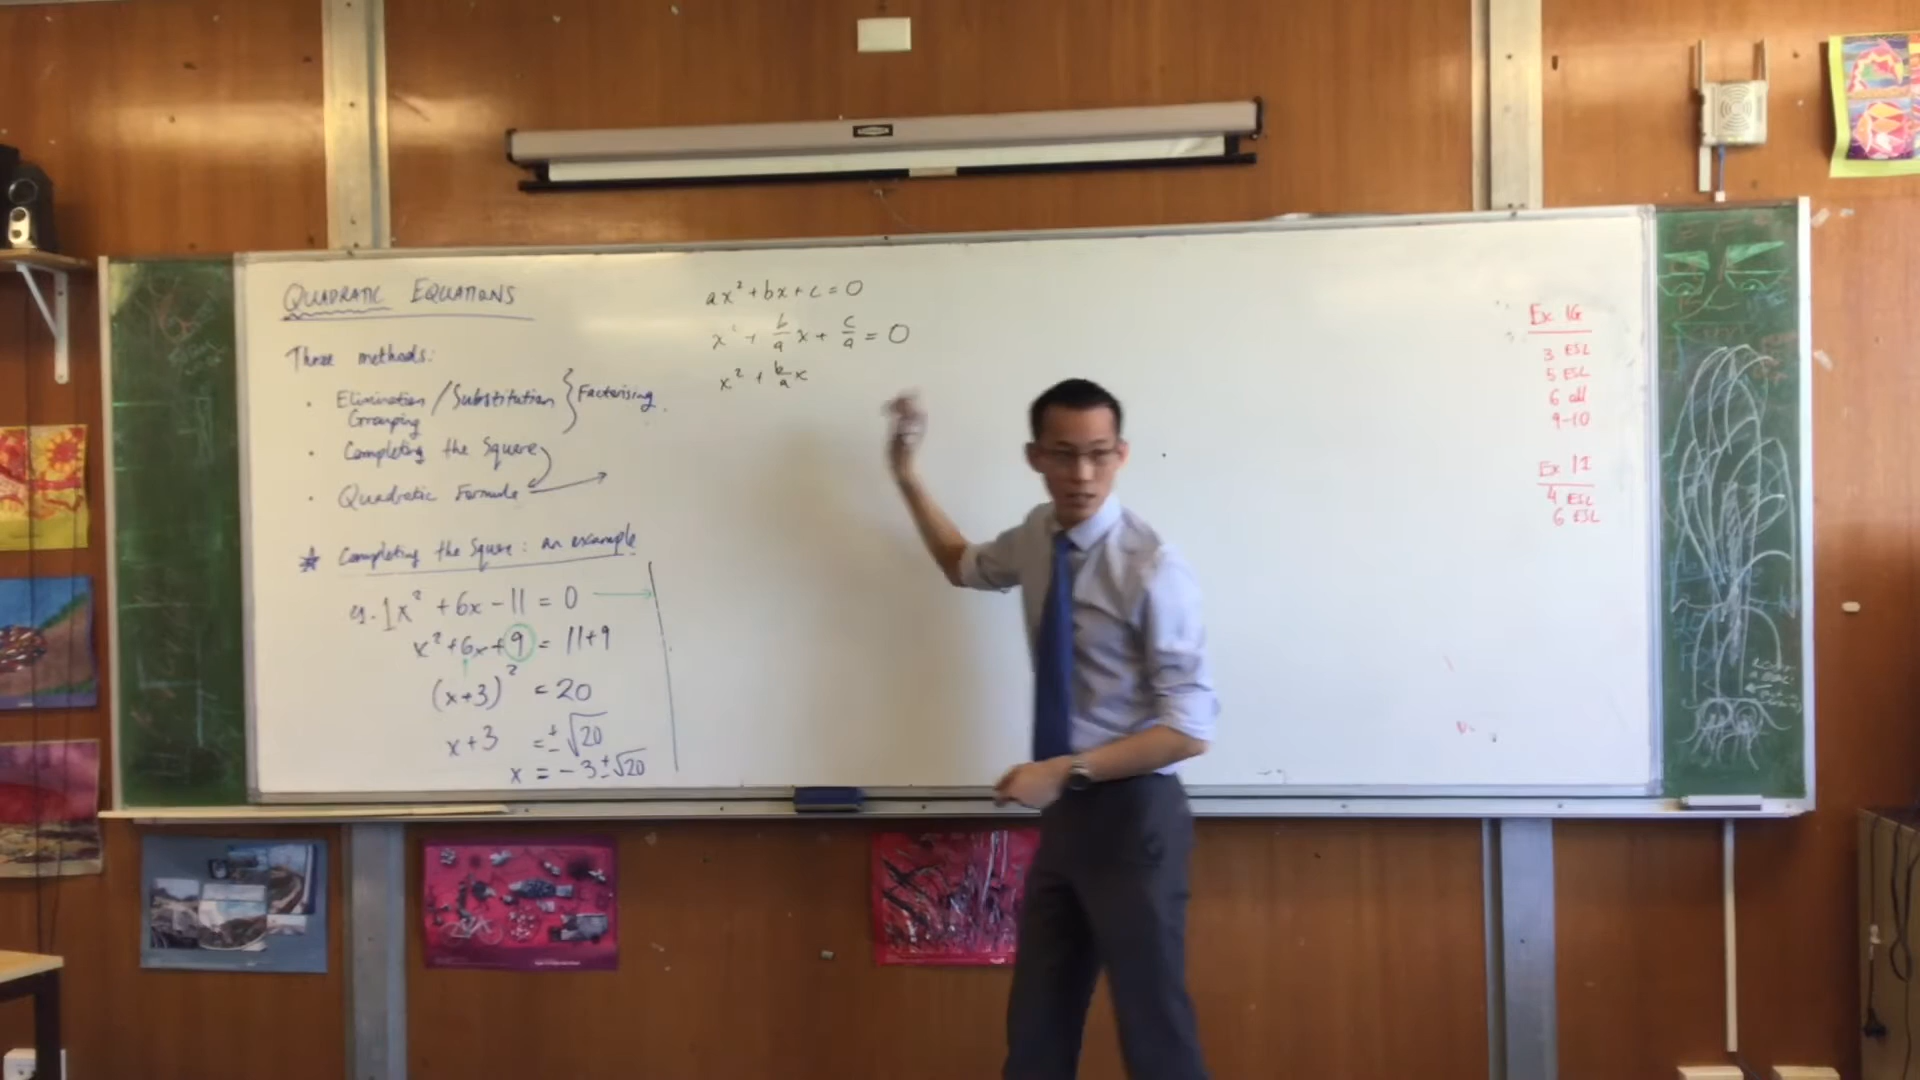 QUADRATIC EQUATIONS
Three methods:
· Elimination / Substitution } Factorising
Grouping
· Completing the Square
· Quadratic Formula
★ Completing the Square: an example
eg. 1x² + 6x - 11 = 0
x² + 6x + 9 = 11 + 9
(x+3)² = 20
x+3 = ±√20
x = -3 ± √20
ax² + bx + c = 0
x² + b/a x + c/a = 0
x² + b/a x
Ex 1G
3 ESL
5 ESL
6 all
9-10
Ex 1I
4 ESL
6 ESL